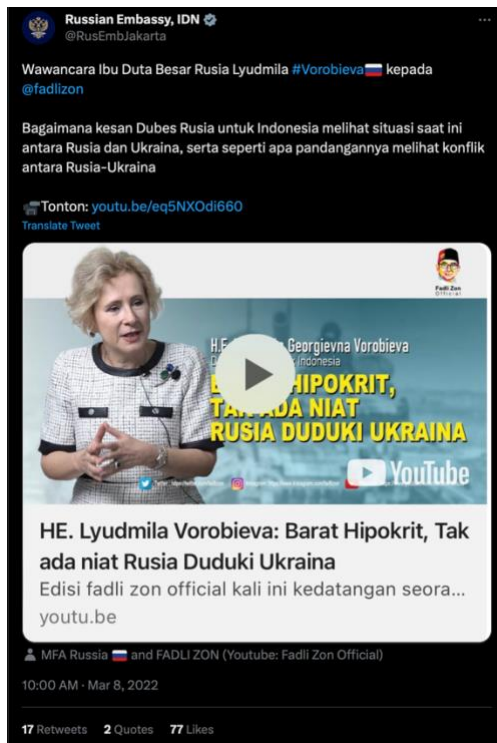 Russian Embassy, IDN
@RusEmbJakarta
Wawancara Ibu Duta Besar Rusia Lyudmila #Vorobieva🇷🇺 kepada
@fadlizon
Bagaimana kesan Dubes Rusia untuk Indonesia melihat situasi saat ini
antara Rusia dan Ukraina, serta seperti apa pandangannya melihat konflik
antara Rusia-Ukraina
📹Tonton: youtu.be/eq5NXOdi660
Translate Tweet
Fadli Zon
Official
H.E. Georgievna Vorobieva
Indonesia
HIPOKRIT,
TAK ADA NIAT
RUSIA DUDUKI UKRAINA
YouTube
HE. Lyudmila Vorobieva: Barat Hipokrit, Tak
ada niat Rusia Duduki Ukraina
Edisi fadli zon official kali ini kedatangan seora...
youtu.be
MFA Russia 🇷🇺 and FADLI ZON (Youtube: Fadli Zon Official)
10:00 AM · Mar 8, 2022
17 Retweets 2 Quotes 77 Likes